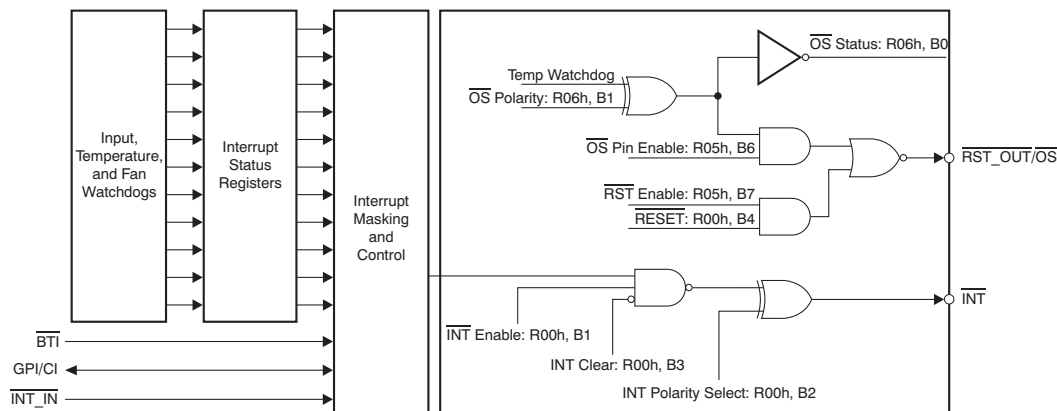 Input,
Temperature,
and Fan
Watchdogs
Interrupt
Status
Registers
Interrupt
Masking
and
Control
BTI
GPI/CI
INT_IN
OS Status: R06h, B0
Temp Watchdog
OS Polarity: R06h, B1
OS Pin Enable: R05h, B6
RST_OUT/OS
RST Enable: R05h, B7
RESET: R00h, B4
INT
INT Enable: R00h, B1
INT Clear: R00h, B3
INT Polarity Select: R00h, B2